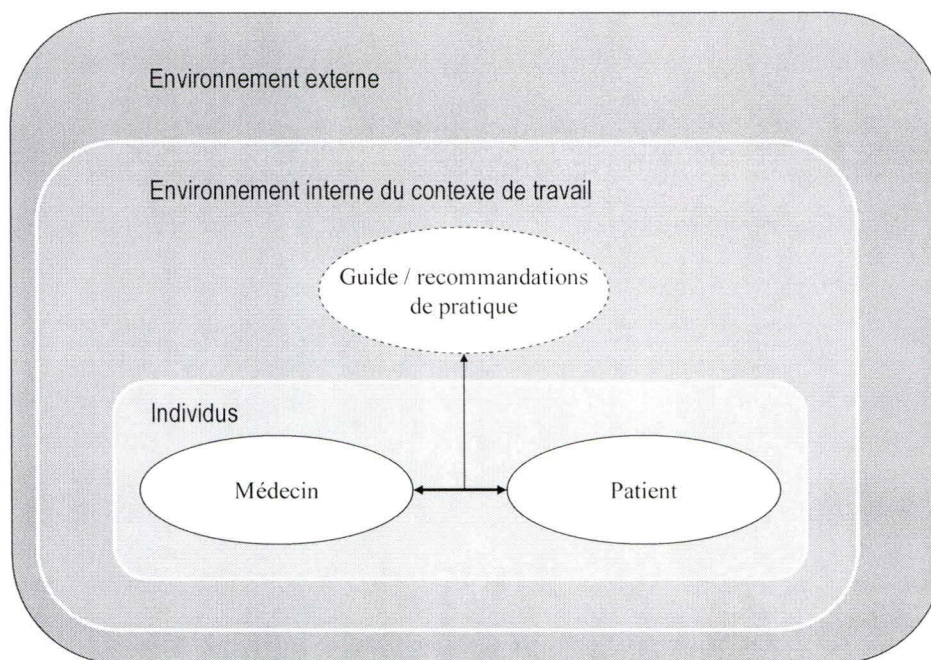 Environnement externe
Environnement interne du contexte de travail
Guide / recommandations
de pratique
Individus
Médecin
Patient